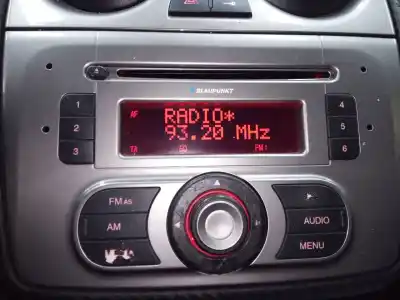 BLAUPUNKT
1
4
AF
RADIO*
2
5
93.20 MHz
3
TA
FM1
6
FM AS
AM
AUDIO
MENU